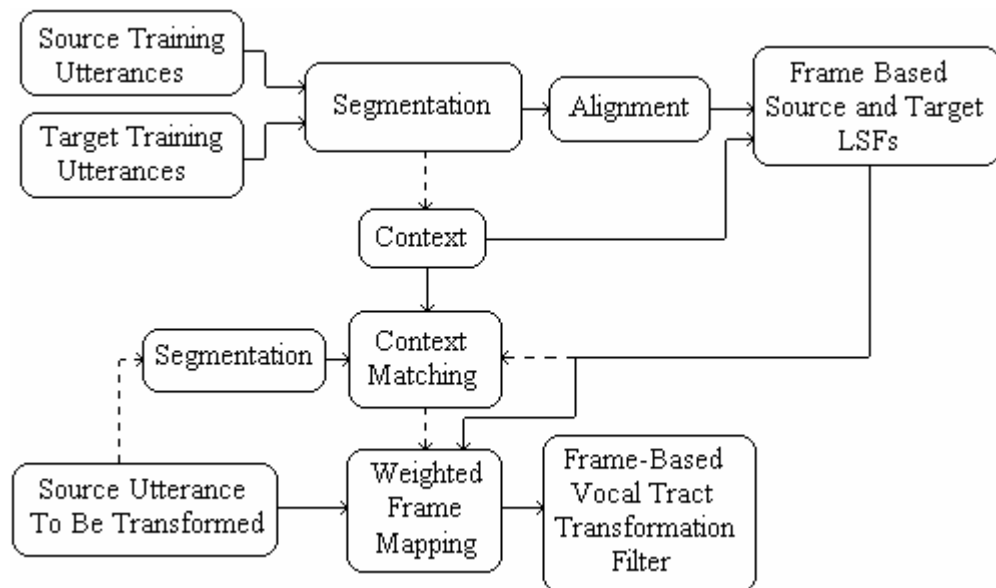 Source Training
Utterances
Target Training
Utterances
Segmentation
Alignment
Frame Based
Source and Target
LSFs
Context
Segmentation
Context
Matching
Source Utterance
To Be Transformed
Weighted
Frame
Mapping
Frame-Based
Vocal Tract
Transformation
Filter